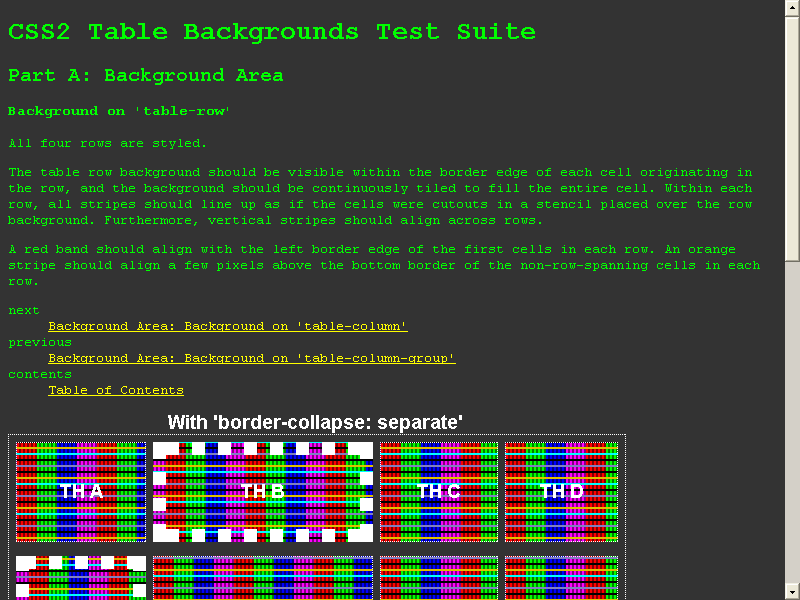 CSS2 Table Backgrounds Test Suite
Part A: Background Area
Background on 'table-row'
All four rows are styled.
The table row background should be visible within the border edge of each cell originating in
the row, and the background should be continuously tiled to fill the entire cell. Within each
row, all stripes should line up as if the cells were cutouts in a stencil placed over the row
background. Furthermore, vertical stripes should align across rows.
A red band should align with the left border edge of the first cells in each row. An orange
stripe should align a few pixels above the bottom border of the non-row-spanning cells in each
row.
next
Background Area: Background on 'table-column'
previous
Background Area: Background on 'table-column-group'
contents
Table of Contents
With 'border-collapse: separate'
TH A TH B TH C TH D